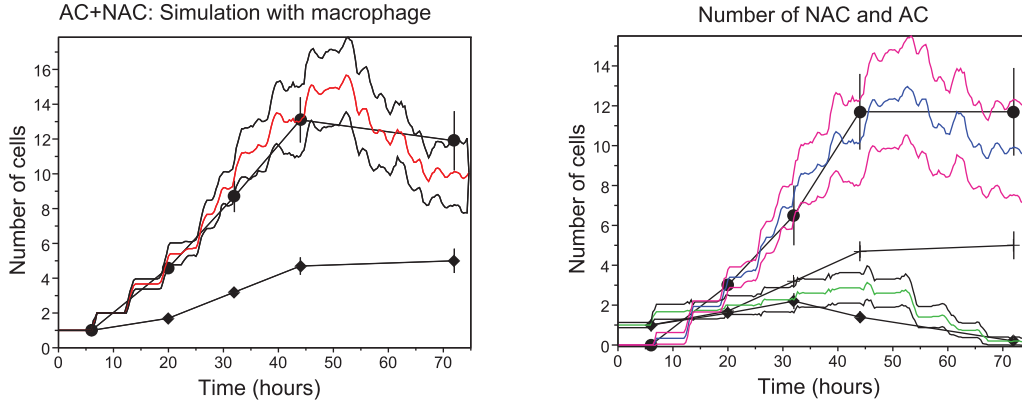 AC+NAC: Simulation with macrophage
Number of cells
16
14
12
10
8
6
4
2
0
0 10 20 30 40 50 60 70
Time (hours)
Number of NAC and AC
Number of cells
14
12
10
8
6
4
2
0
0 10 20 30 40 50 60 70
Time (hours)